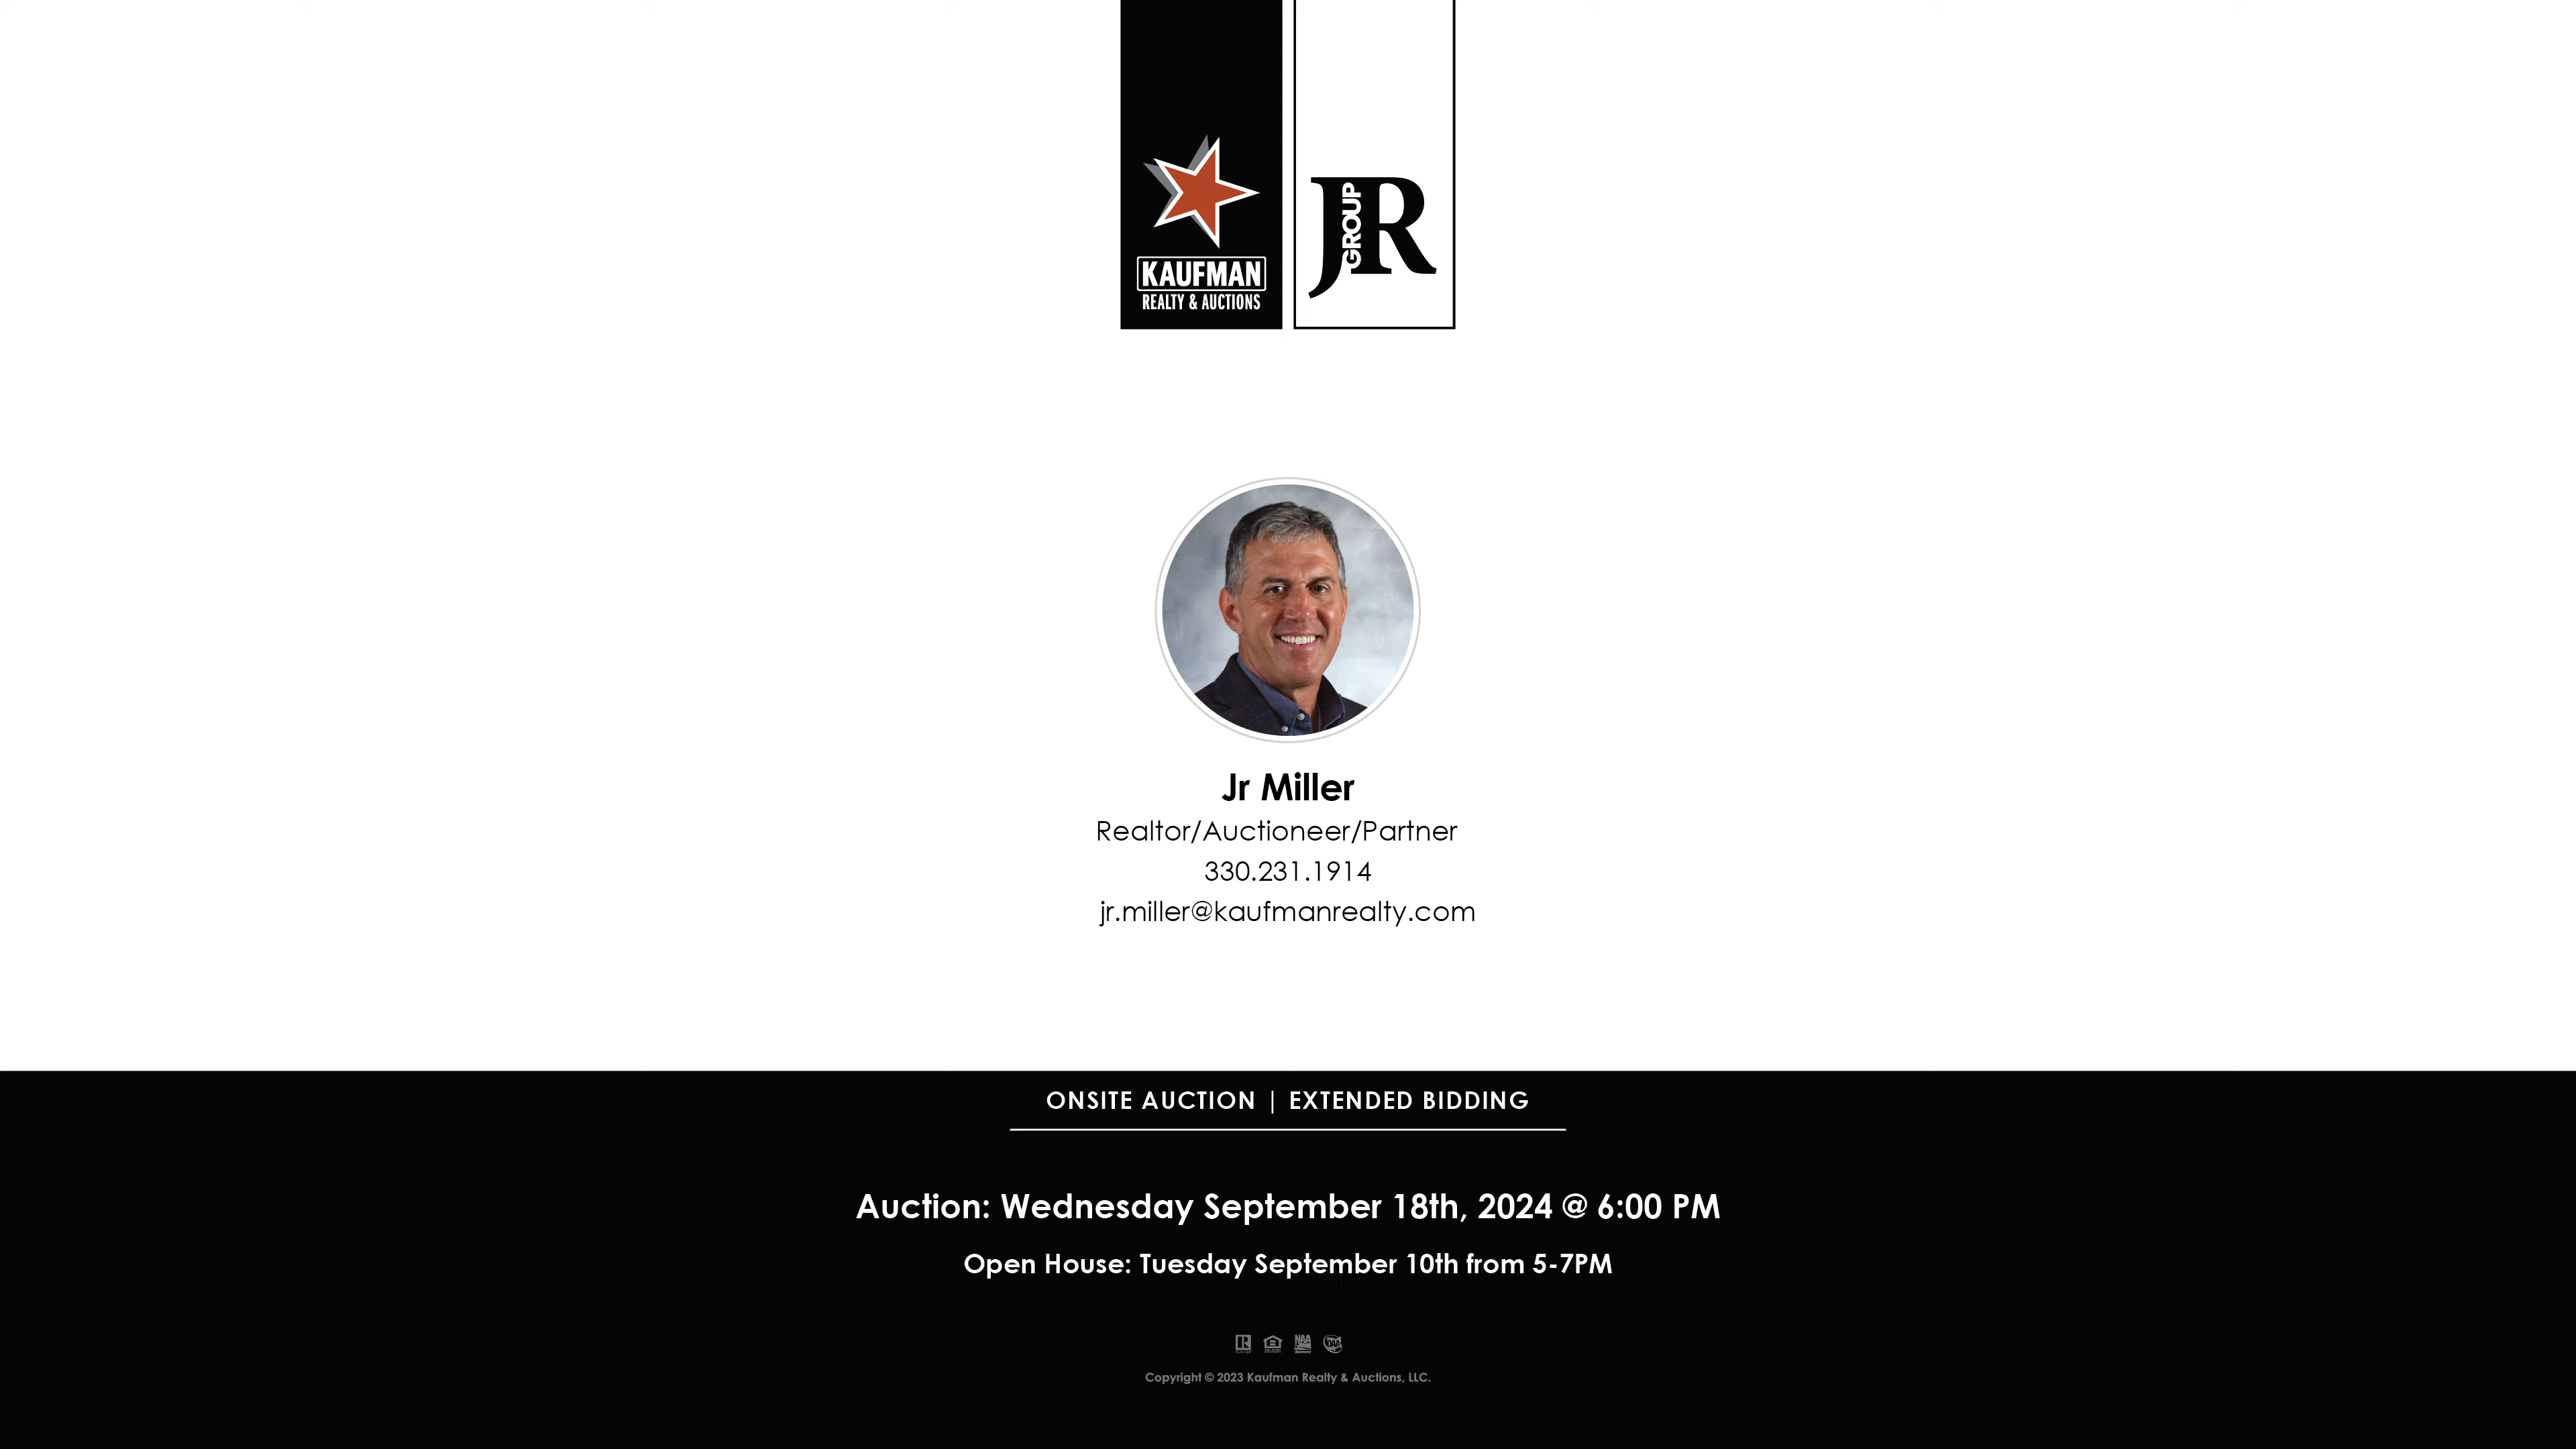 KAUFMAN
REALTY & AUCTIONS
JR
GROUP
Jr Miller
Realtor/Auctioneer/Partner
330.231.1914
jr.miller@kaufmanrealty.com
ONSITE AUCTION | EXTENDED BIDDING
Auction: Wednesday September 18th, 2024 @ 6:00 PM
Open House: Tuesday September 10th from 5-7PM
R NAA
Copyright © 2023 Kaufman Realty & Auctions, LLC.